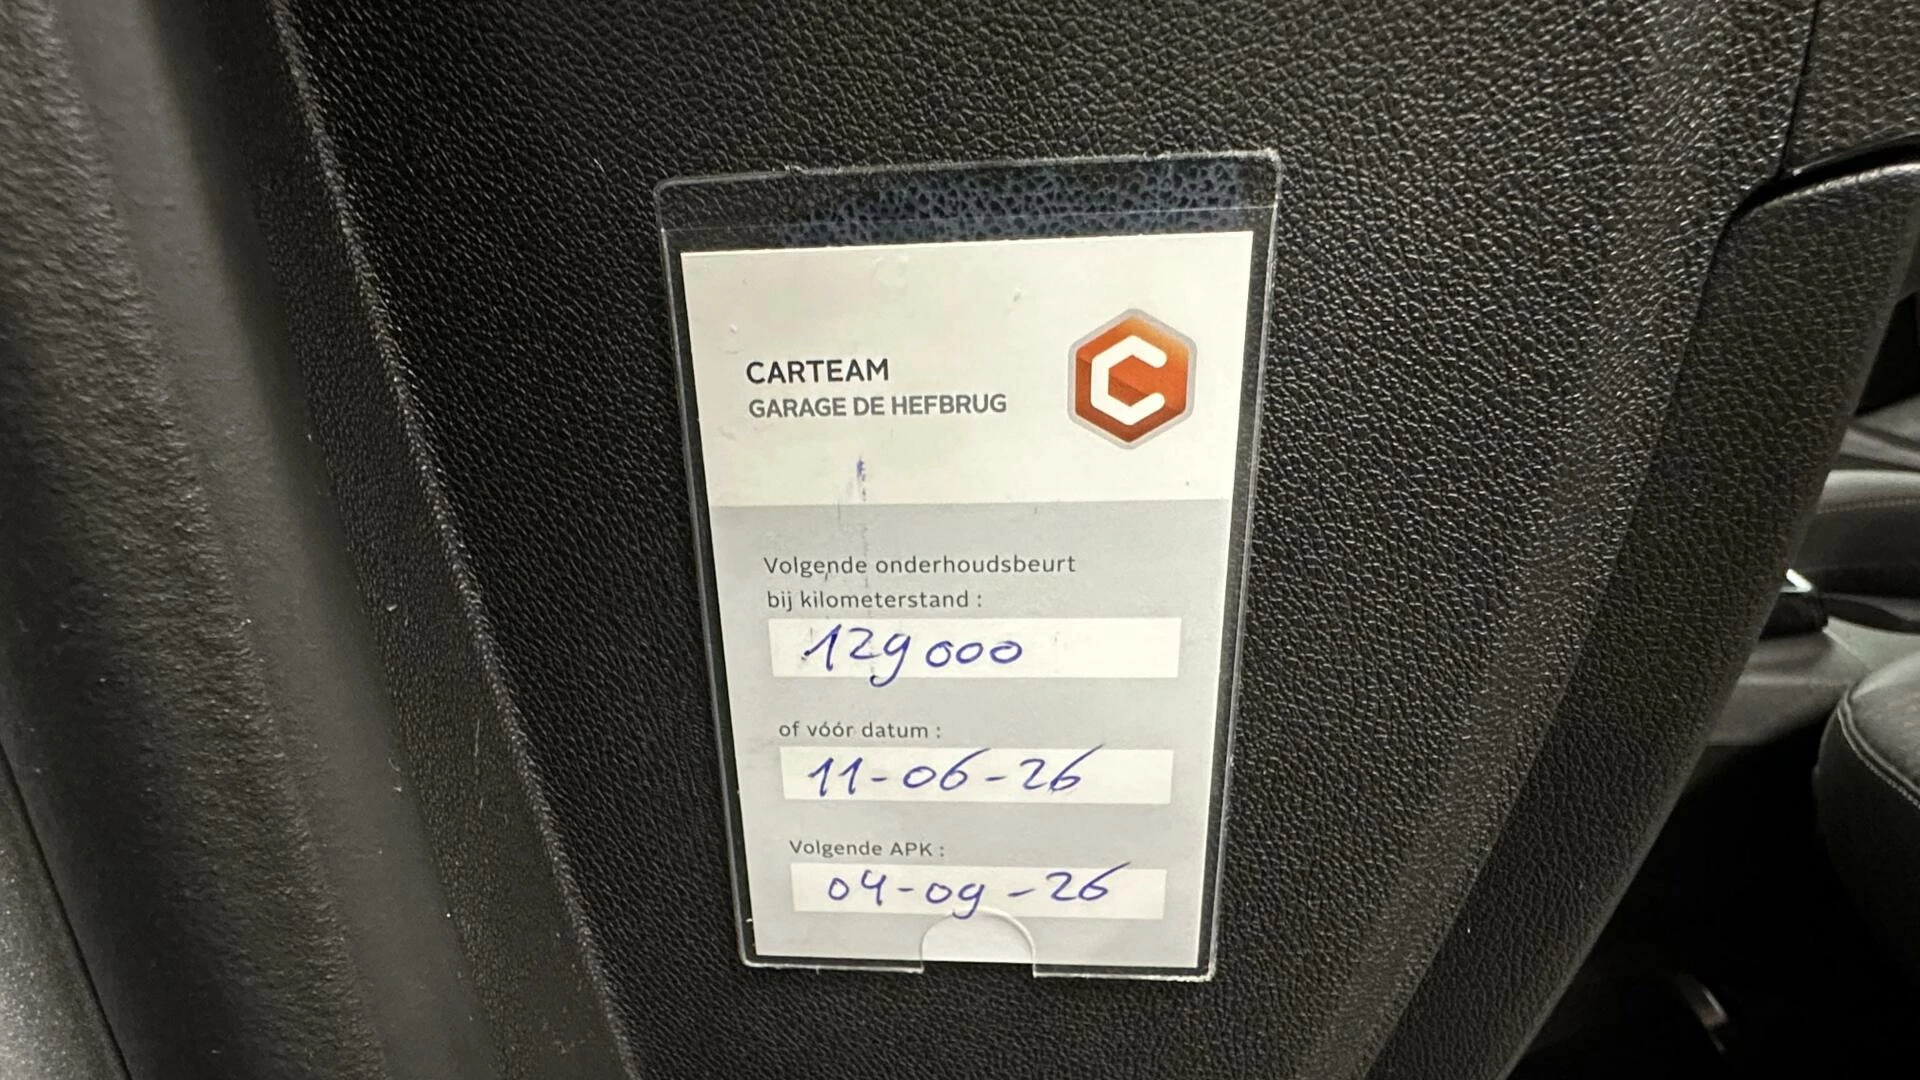 CARTEAM
GARAGE DE HEFBRUG
C
Volgende onderhoudsbeurt
bij kilometerstand :
129000
of vóór datum :
11-06-26
Volgende APK :
04-09-26